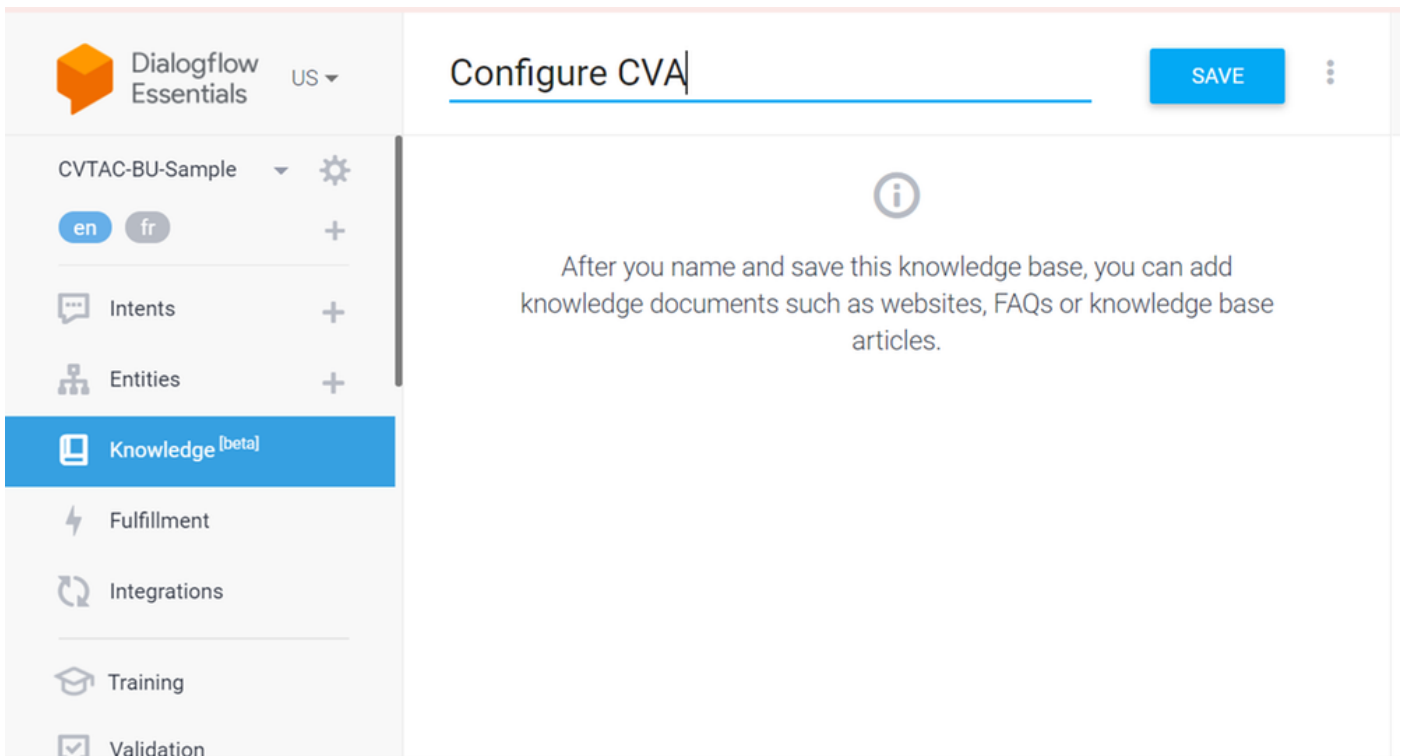 Dialogflow
Essentials
US
Configure CVA
SAVE
CVTAC-BU-Sample
en fr
Intents
Entities
Knowledge [beta]
Fulfillment
Integrations
Training
Validation
After you name and save this knowledge base, you can add
knowledge documents such as websites, FAQs or knowledge base
articles.